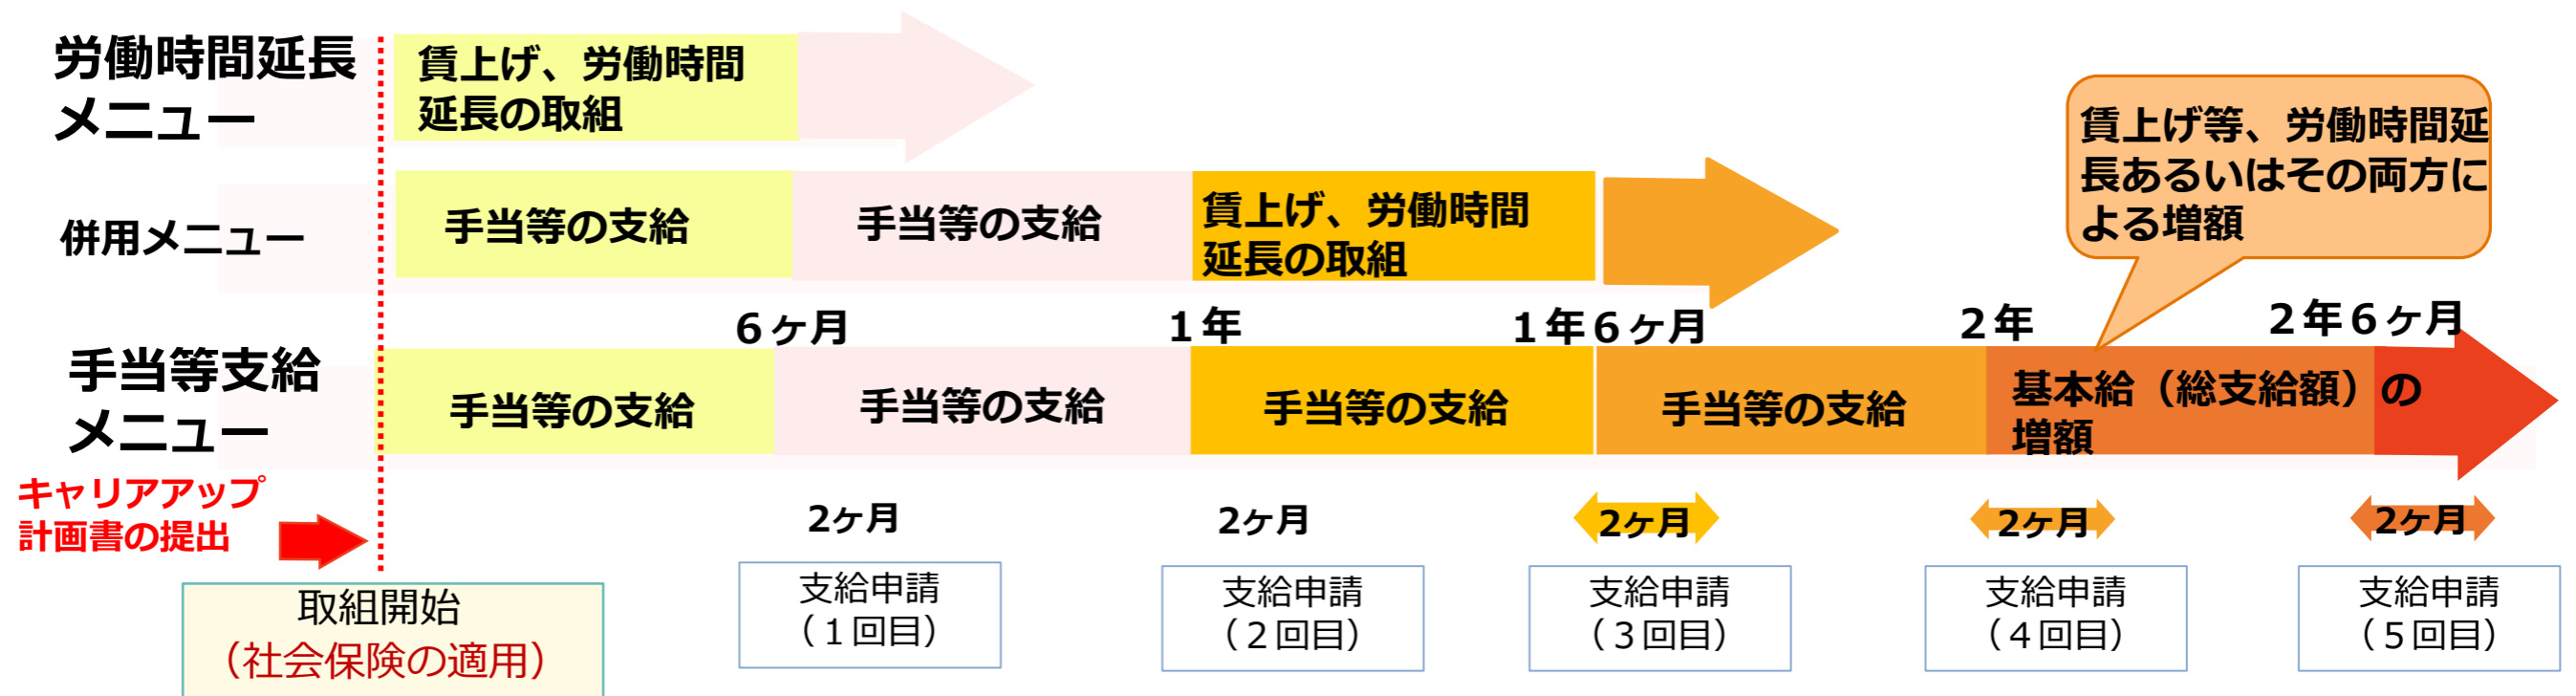 労働時間延長
メニュー
賃上げ、労働時間
延長の取組
賃上げ等、労働時間延
長あるいはその両方に
よる増額
併用メニュー
手当等の支給
手当等の支給
賃上げ、労働時間
延長の取組
６ヶ月
１年
１年６ヶ月
２年
２年６ヶ月
手当等支給
メニュー
手当等の支給
手当等の支給
手当等の支給
手当等の支給
基本給（総支給額）の
増額
キャリアアップ
計画書の提出
2ヶ月
2ヶ月
2ヶ月
2ヶ月
2ヶ月
取組開始
（社会保険の適用）
支給申請
（１回目）
支給申請
（２回目）
支給申請
（３回目）
支給申請
（４回目）
支給申請
（５回目）